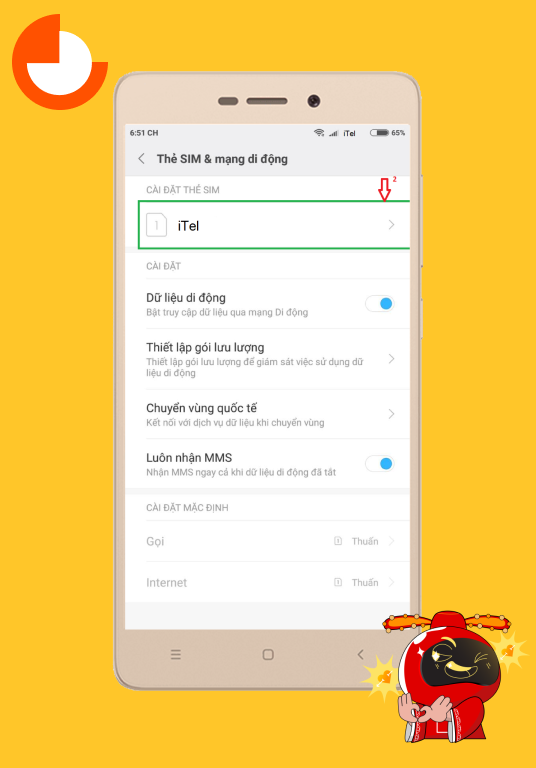 6:51 CH
iTel
65%
Thẻ SIM & mạng di động
CÀI ĐẶT THẺ SIM
2
1
iTel
CÀI ĐẶT
Dữ liệu di động
Bật truy cập dữ liệu qua mạng Di động
Thiết lập gói lưu lượng
Thiết lập gói lưu lượng để giám sát việc sử dụng dữ
liệu di động
Chuyển vùng quốc tế
Kết nối với dịch vụ dữ liệu khi chuyển vùng
Luôn nhận MMS
Nhận MMS ngay cả khi dữ liệu di động đã tắt
CÀI ĐẶT MẶC ĐỊNH
Gọi
Thuấn
Internet
Thuấn